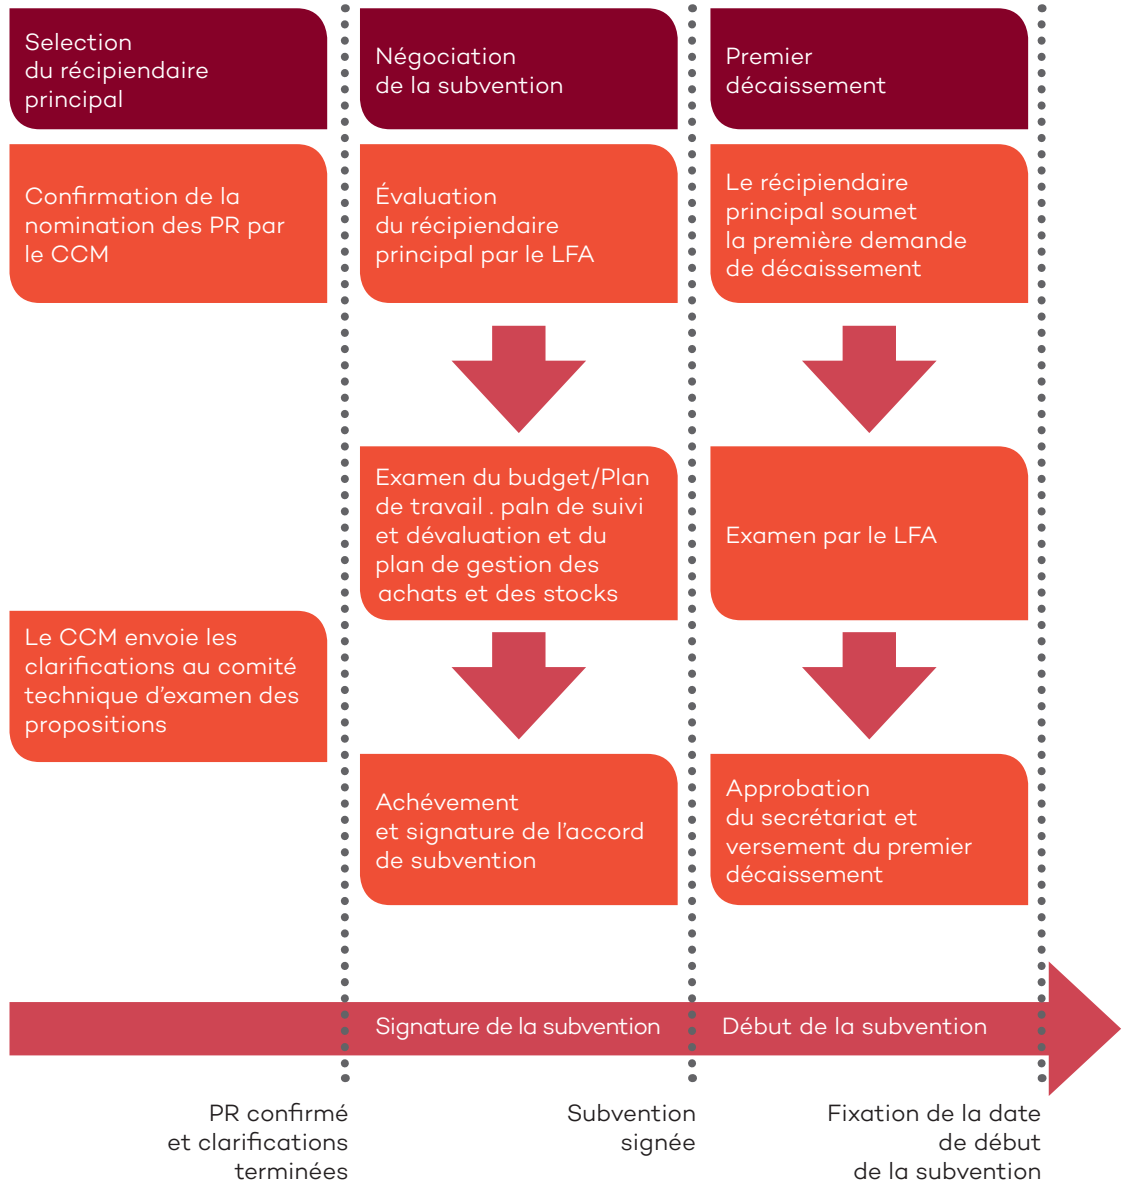 Selection
du récipiendaire
principal
Négociation
de la subvention
Premier
décaissement
Confirmation de la
nomination des PR par
le CCM
Évaluation
du récipiendaire
principal par le LFA
Le récipiendaire
principal soumet
la première demande
de décaissement
Examen du budget/Plan
de travail . paln de suivi
et dévaluation et du
plan de gestion des
achats et des stocks
Examen par le LFA
Le CCM envoie les
clarifications au comité
technique d'examen des
propositions
Achévement
et signature de l'accord
de subvention
Approbation
du secrétariat et
versement du premier
décaissement
Signature de la subvention
Début de la subvention
PR confirmé
et clarifications
terminées
Subvention
signée
Fixation de la date
de début
de la subvention